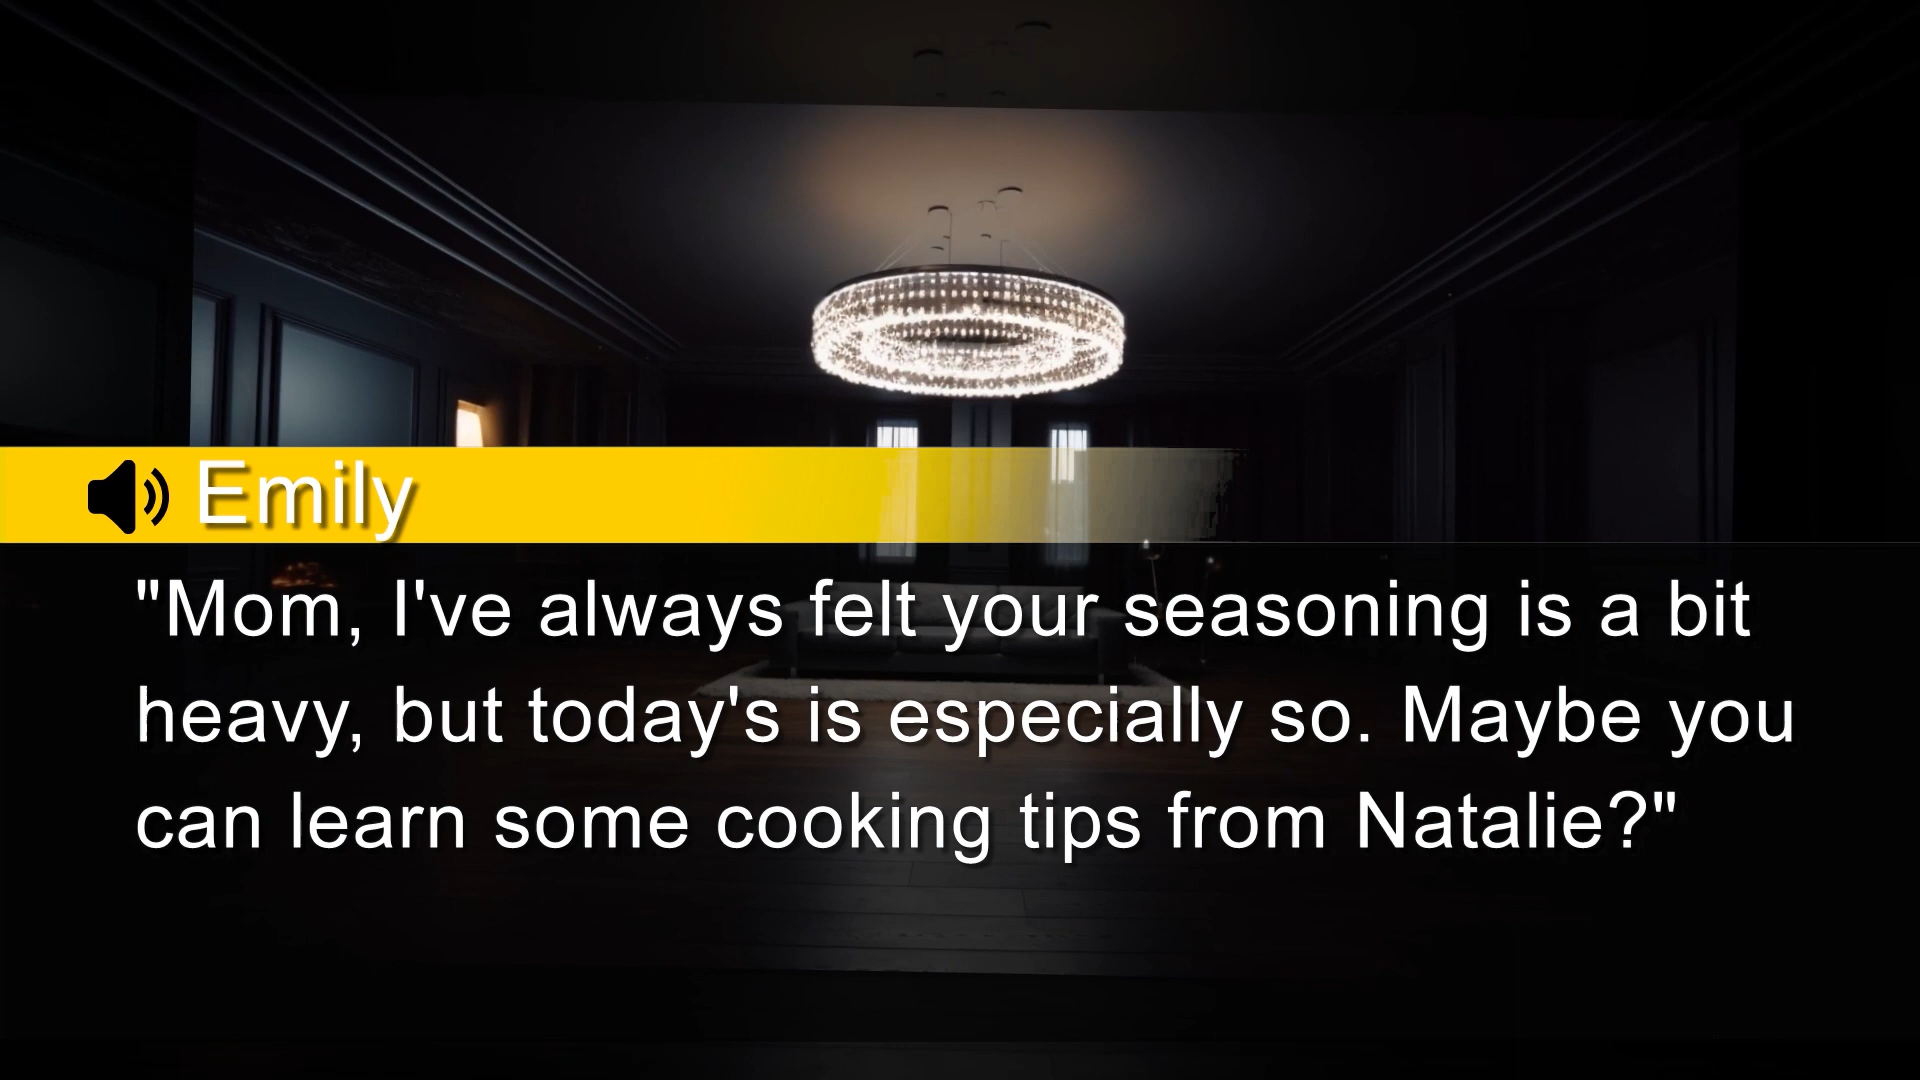 Emily
"Mom, I've always felt your seasoning is a bit
heavy, but today's is especially so. Maybe you
can learn some cooking tips from Natalie?"